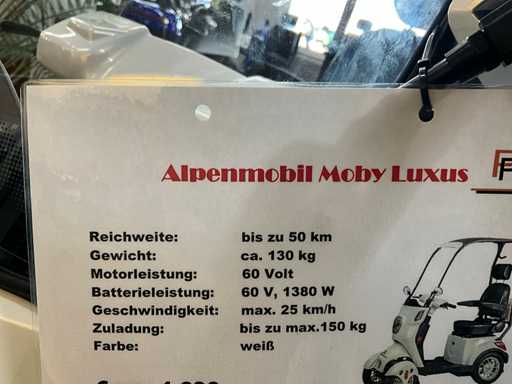 Alpenmobil Moby Luxus
Reichweite: bis zu 50 km
Gewicht: ca. 130 kg
Motorleistung: 60 Volt
Batterieleistung: 60 V, 1380 W
Geschwindigkeit: max. 25 km/h
Zuladung: bis zu max.150 kg
Farbe: weiß